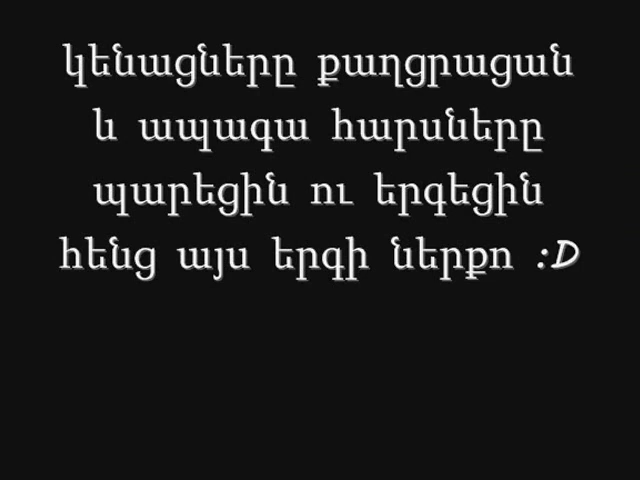 կենացները քաղցրացան
և ապագա հարսները
պարեցին ու երգեցին
հենց այս երգի ներքո :D